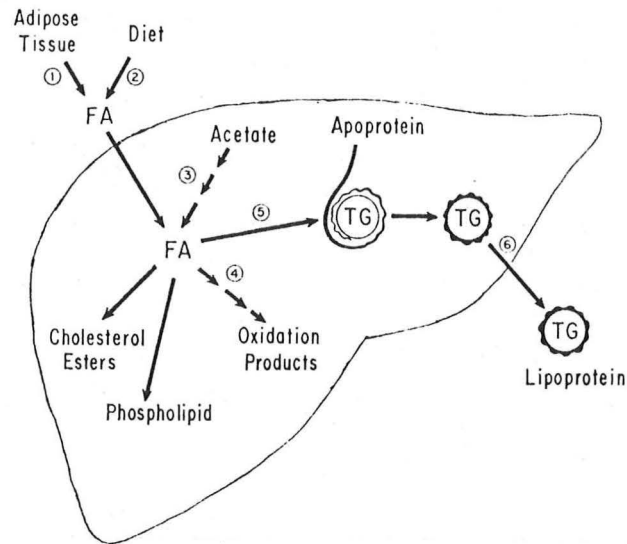 Adipose
Tissue
Diet
①
②
FA
Acetate
Apoprotein
③
⑤
TG
TG
⑥
FA
④
Cholesterol
Esters
Oxidation
Products
TG
Phospholipid
Lipoprotein